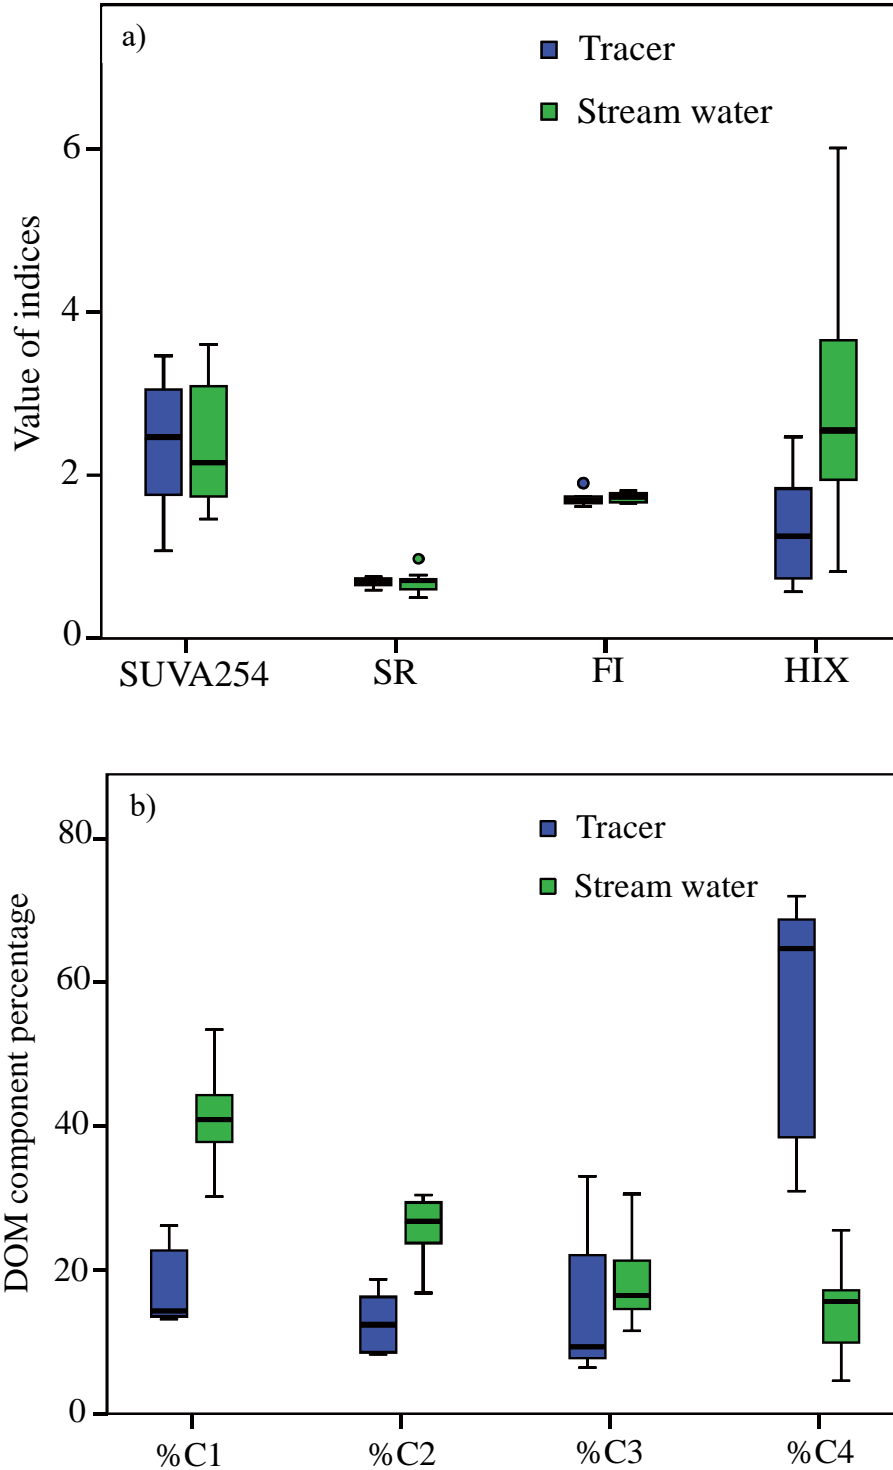 a)
Tracer
Stream water
Value of indices
6
4
2
0
SUVA254 SR FI HIX
b)
Tracer
Stream water
DOM component percentage
80
60
40
20
0
%C1 %C2 %C3 %C4